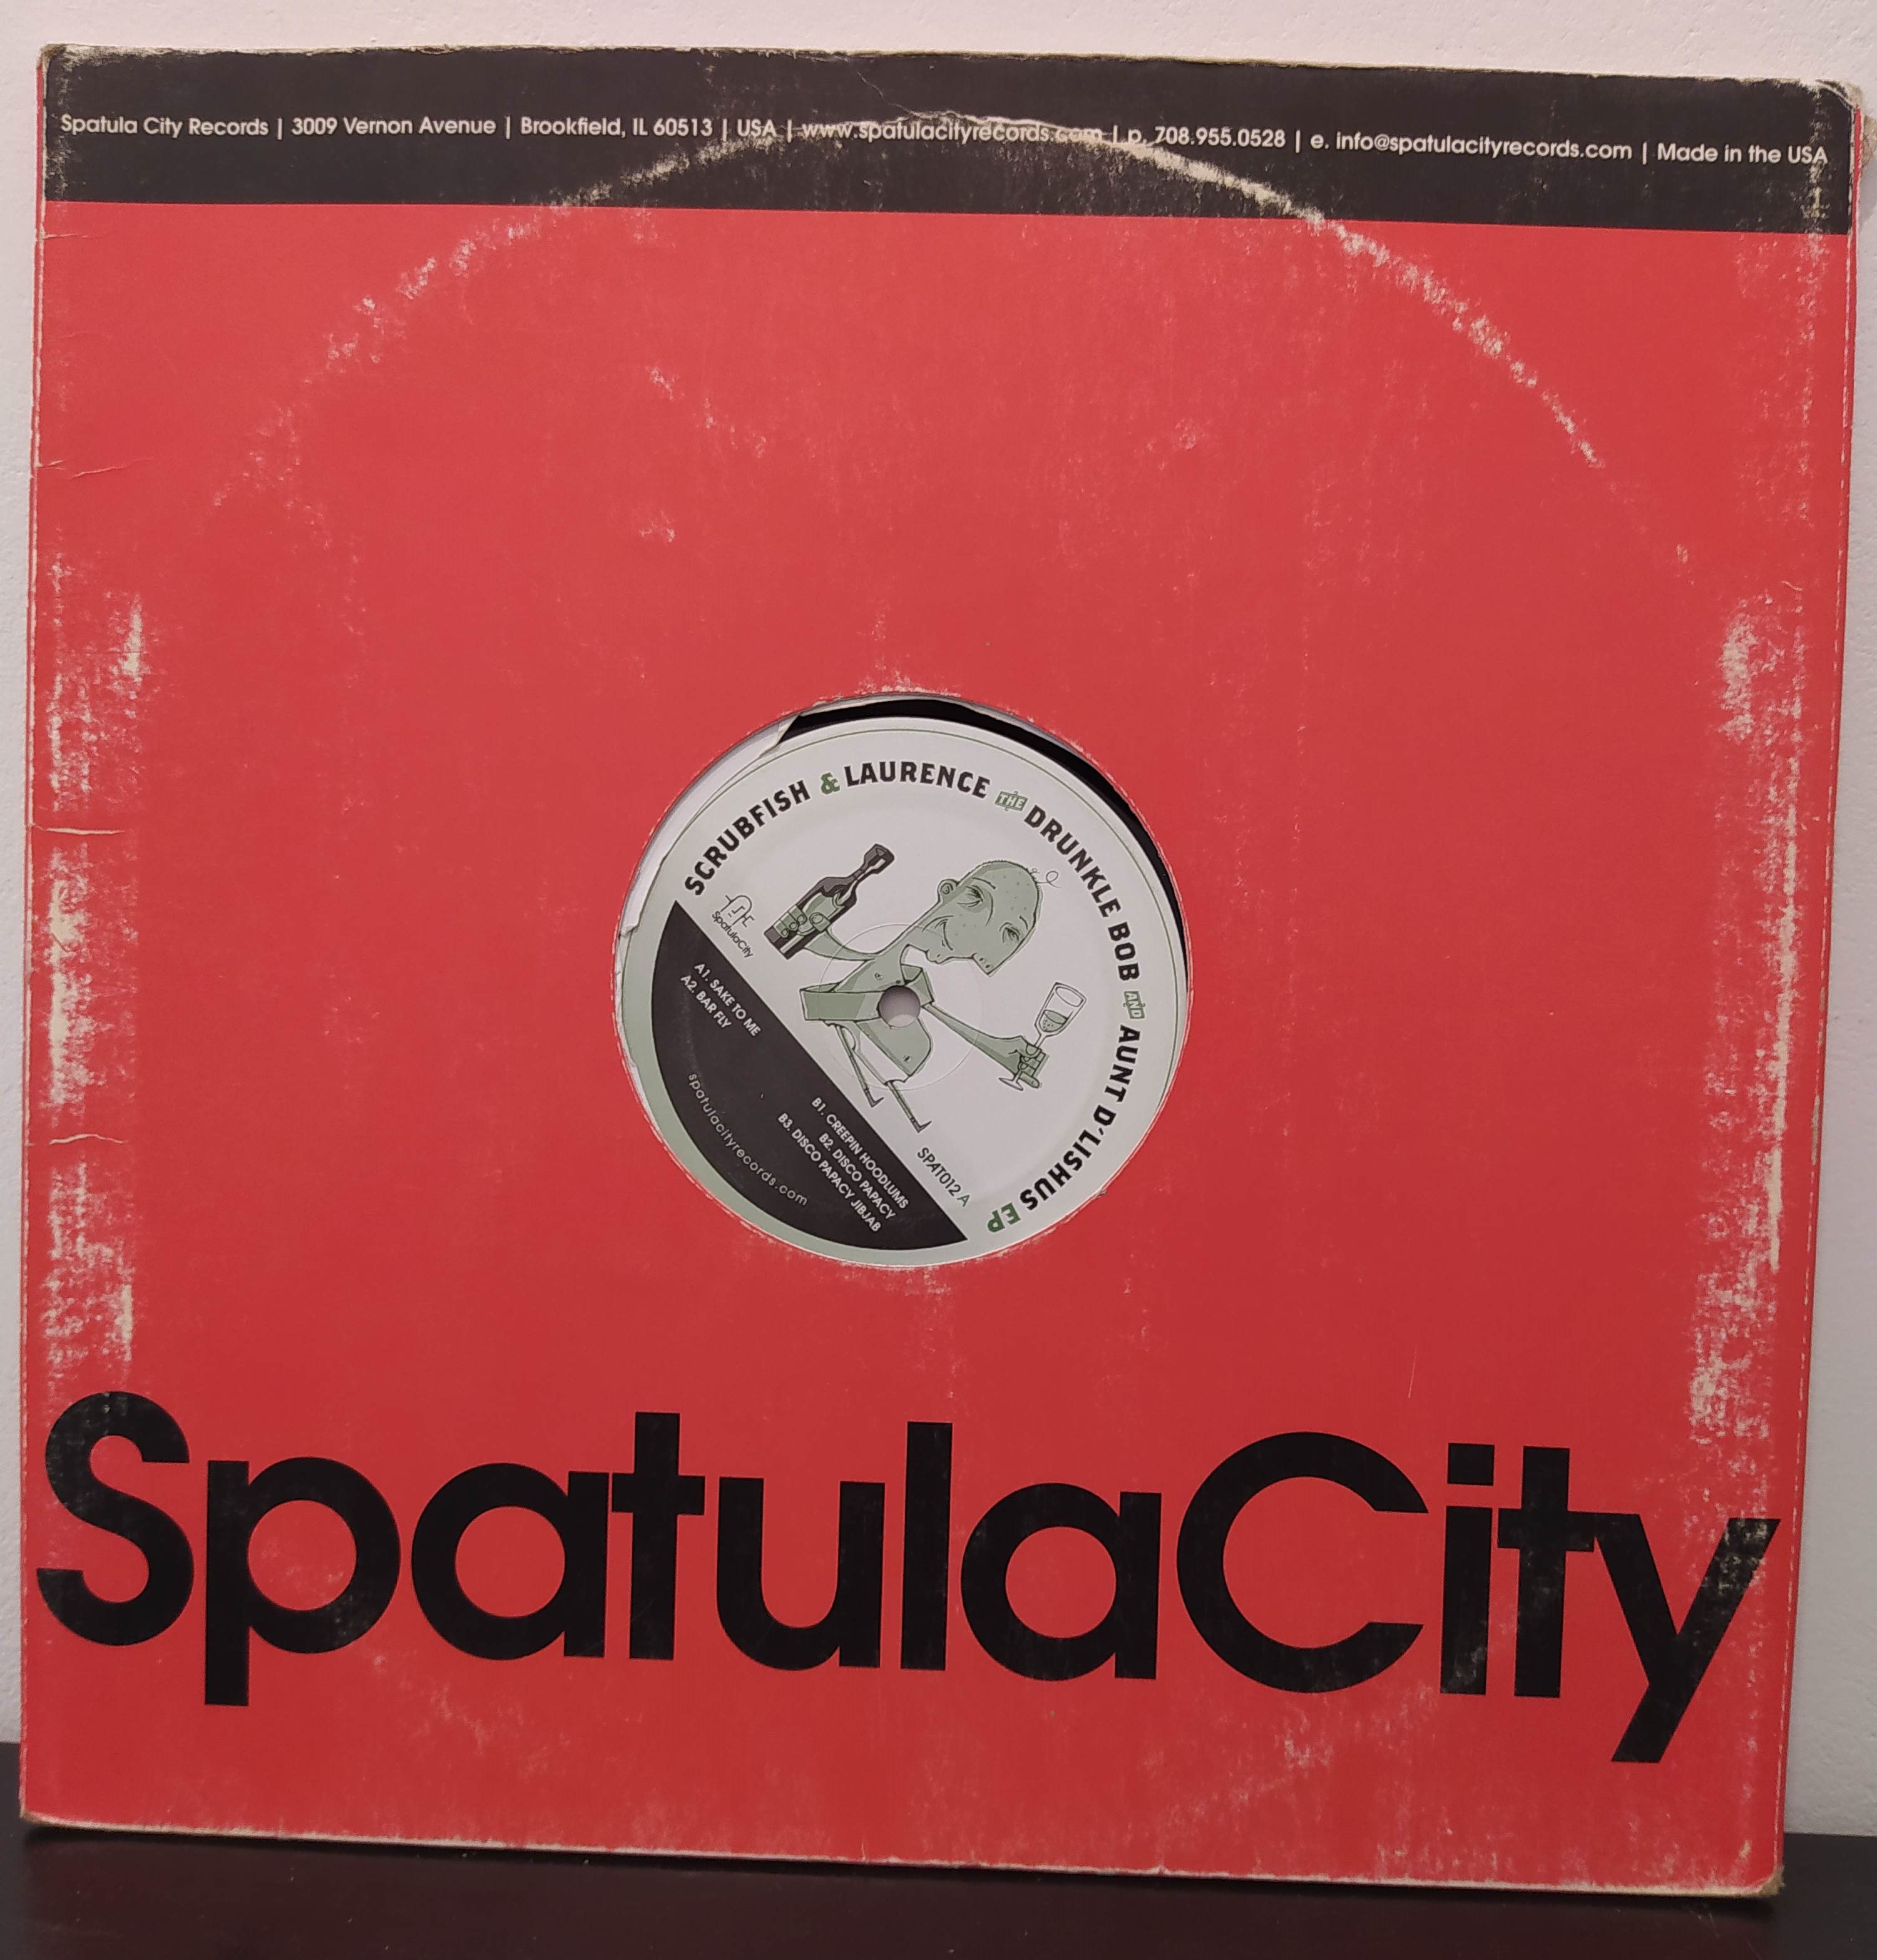 Spatula City Records | 3009 Vernon Avenue | Brookfield, IL 60513 | USA | www.spatulacityrecords.com | p. 708.955.0528 | e. info@spatulacityrecords.com | Made in the USA
SCRUBFISH & LAURENCE THE DRUNKLE BOB AND AUNT D'LISHUS EP
SpatulaCity
A1. SAKE TO ME
A2. BAR FLY
SPAT012 A
B1. CREEPIN HOODLUMS
B2. DISCO PAPACY
B3. DISCO PAPACY JIBJAB
spatulacityrecords.com
SpatulaCity